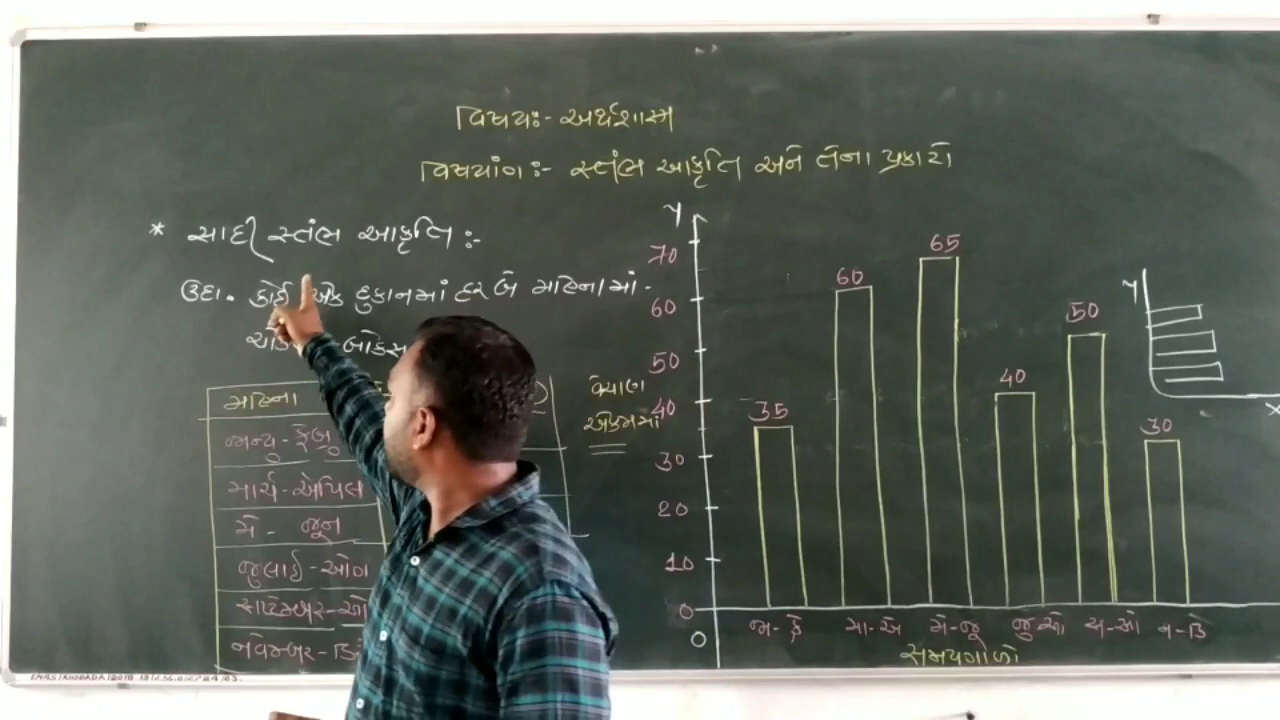 વિષયઃ- અર્થશાસ્ત્ર
વિષયાંગઃ- સ્તંભ આકૃતિ અને તેના પ્રકારો
* સાદી સ્તંભ આકૃતિ :-
ઉદા. કોઈ એક દુકાનમાં દર બે મહિનામાં.
બોક્સ
મહિના
જાન્યુ-ફેબ્રુ
માર્ચ-એપ્રિલ
મે - જૂન
જુલાઈ-ઓગ
સપ્ટેમ્બર-ઓ
નવેમ્બર-ડિ
વેચાણ
એકમમાં
Y
70
60
50
40
30
20
10
0
0
35
60
65
40
50
30
જા-ફે
મા-એ
મે-જૂ
જુ-ઓ
સ-ઓ
ન-ડિ
સમયગાળો
Y
X